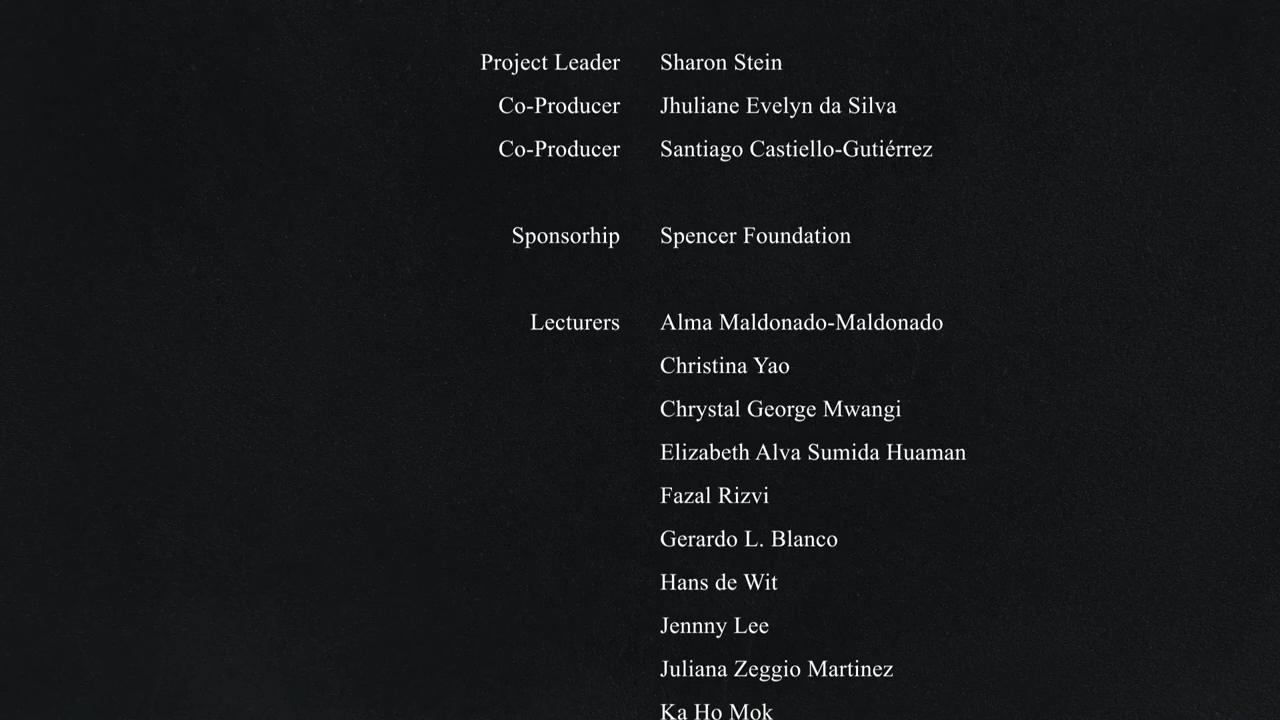 Project Leader Sharon Stein
Co-Producer Jhuliane Evelyn da Silva
Co-Producer Santiago Castiello-Gutiérrez
Sponsorhip Spencer Foundation
Lecturers Alma Maldonado-Maldonado
Christina Yao
Chrystal George Mwangi
Elizabeth Alva Sumida Huaman
Fazal Rizvi
Gerardo L. Blanco
Hans de Wit
Jennny Lee
Juliana Zeggio Martinez
Ka Ho Mok